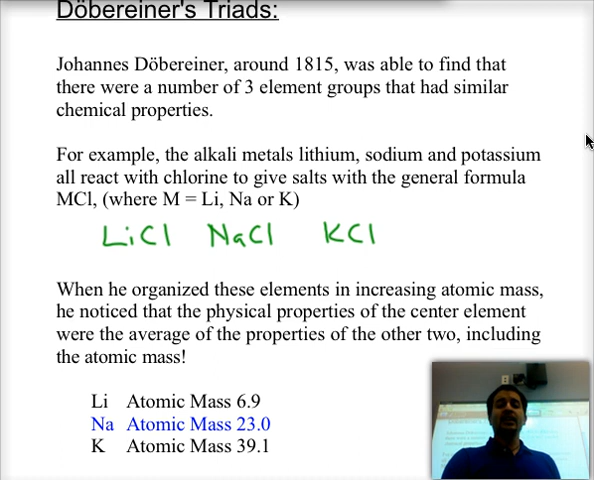 Döbereiner's Triads:
Johannes Döbereiner, around 1815, was able to find that
there were a number of 3 element groups that had similar
chemical properties.
For example, the alkali metals lithium, sodium and potassium
all react with chlorine to give salts with the general formula
MCl, (where M = Li, Na or K)
LiCl NaCl KCl
When he organized these elements in increasing atomic mass,
he noticed that the physical properties of the center element
were the average of the properties of the other two, including
the atomic mass!
Li Atomic Mass 6.9
Na Atomic Mass 23.0
K Atomic Mass 39.1